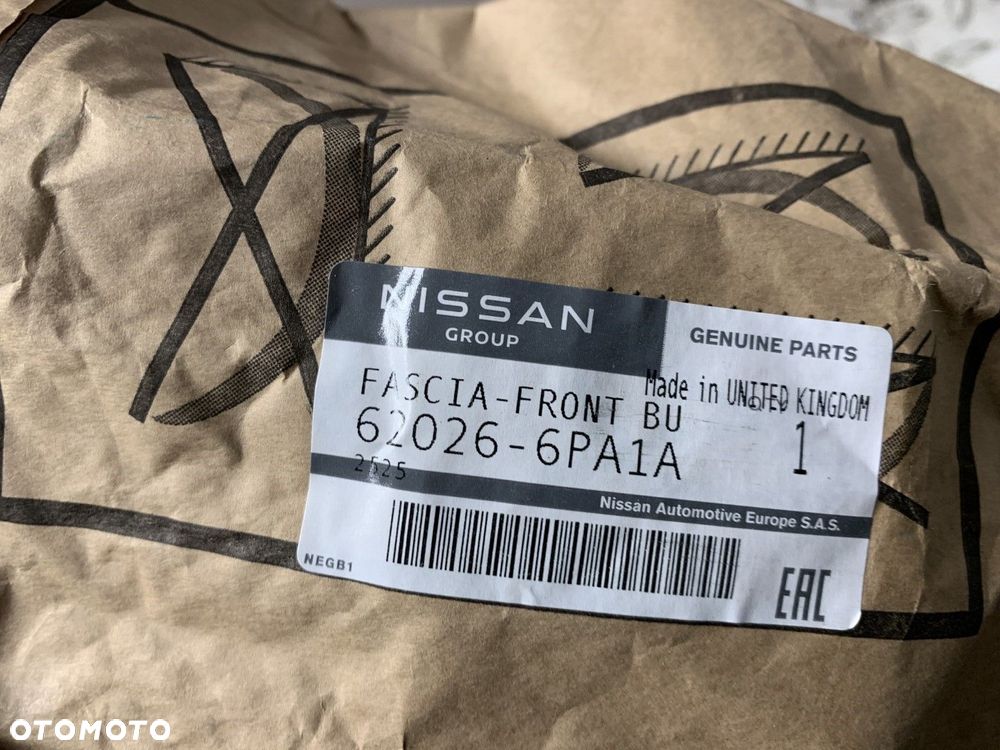 NISSAN
GROUP
GENUINE PARTS
Made in UNITED KINGDOM
FASCIA-FRONT BU
62026-6PA1A
1
2525
Nissan Automotive Europe S.A.S.
NEGB1
EAC
OTOMOTO